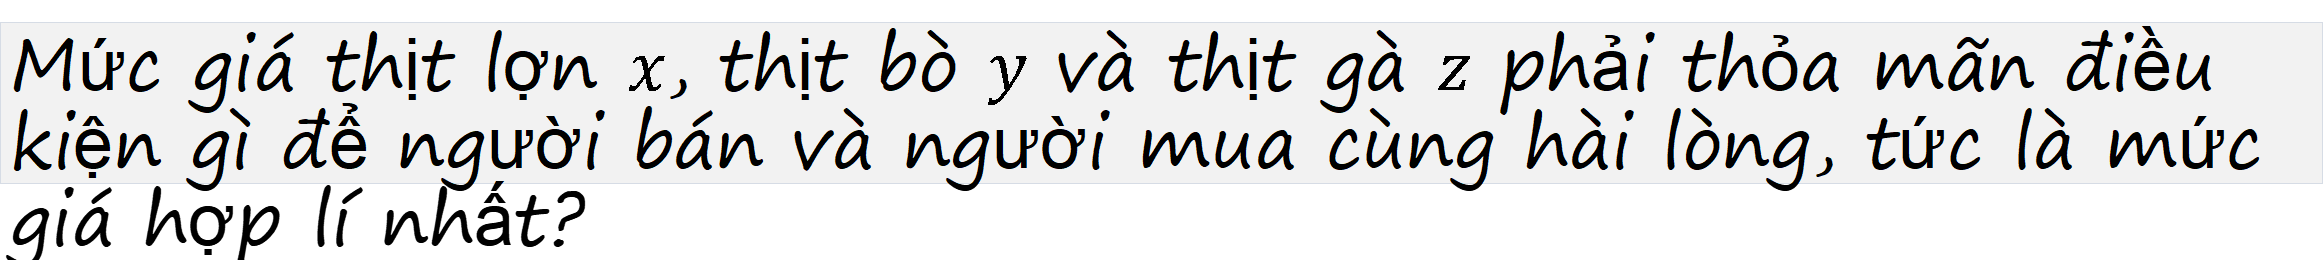 Mức giá thịt lợn x, thịt bò y và thịt gà z phải thỏa mãn điều
kiện gì để người bán và người mua cùng hài lòng, tức là mức
giá hợp lí nhất?